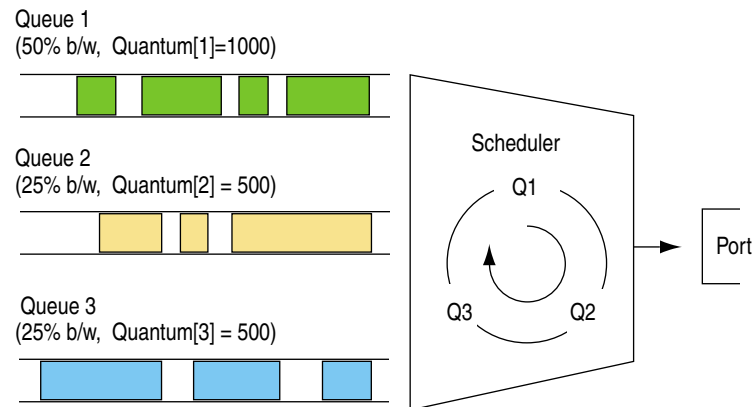 Queue 1
(50% b/w, Quantum[1]=1000)
Queue 2
(25% b/w, Quantum[2] = 500)
Queue 3
(25% b/w, Quantum[3] = 500)
Scheduler
Q1
Q3
Q2
Port